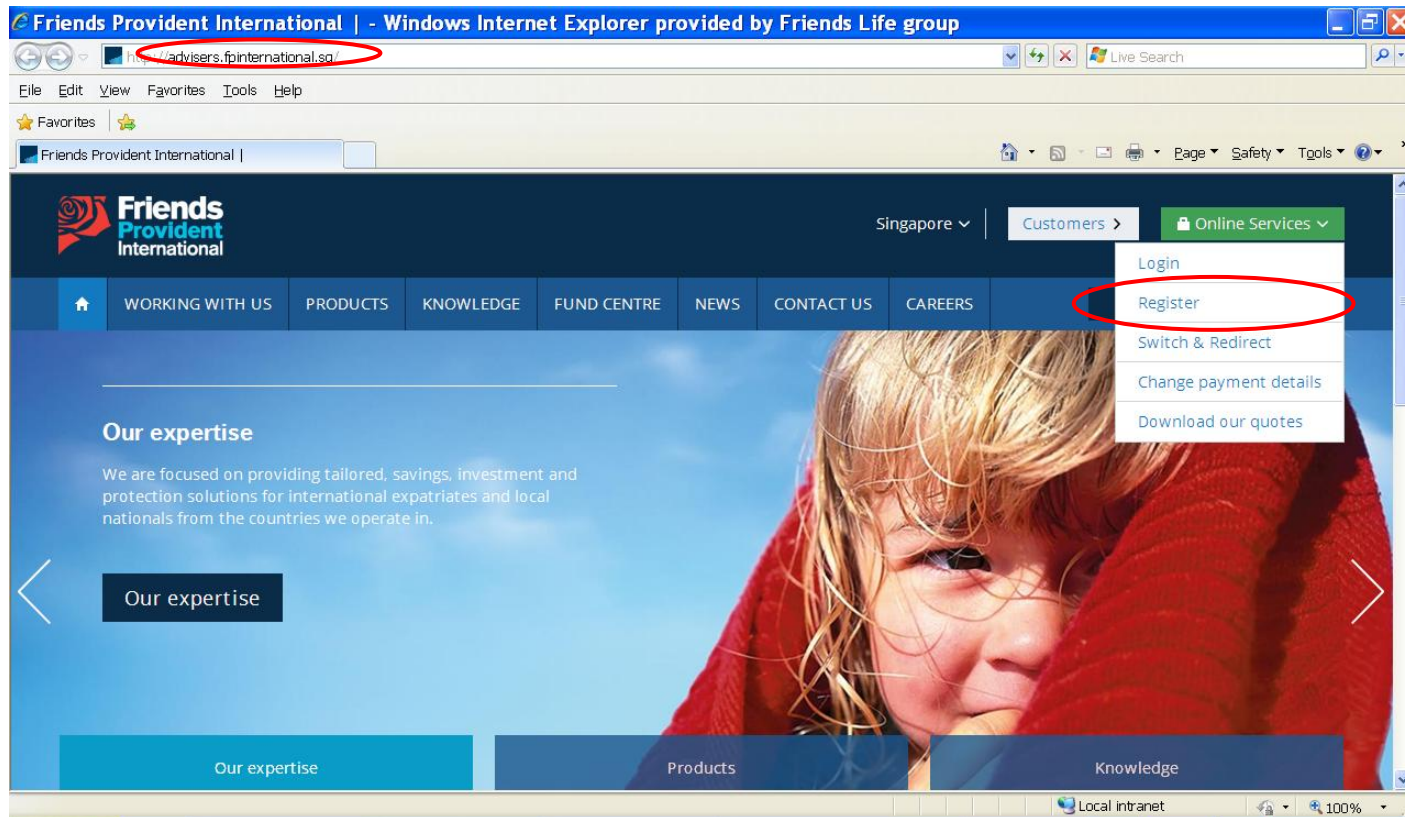 Friends Provident International | - Windows Internet Explorer provided by Friends Life group
http://advisers.fpinternational.sg/
Live Search
File Edit View Favorites Tools Help
Favorites
Friends Provident International |
Page Safety Tools
Friends
Provident
International
Singapore
Customers
Online Services
Login
Register
Switch & Redirect
Change payment details
Download our quotes
WORKING WITH US PRODUCTS KNOWLEDGE FUND CENTRE NEWS CONTACT US CAREERS
Our expertise
We are focused on providing tailored, savings, investment and
protection solutions for international expatriates and local
nationals from the countries we operate in.
Our expertise
Our expertise Products Knowledge
Local intranet 100%